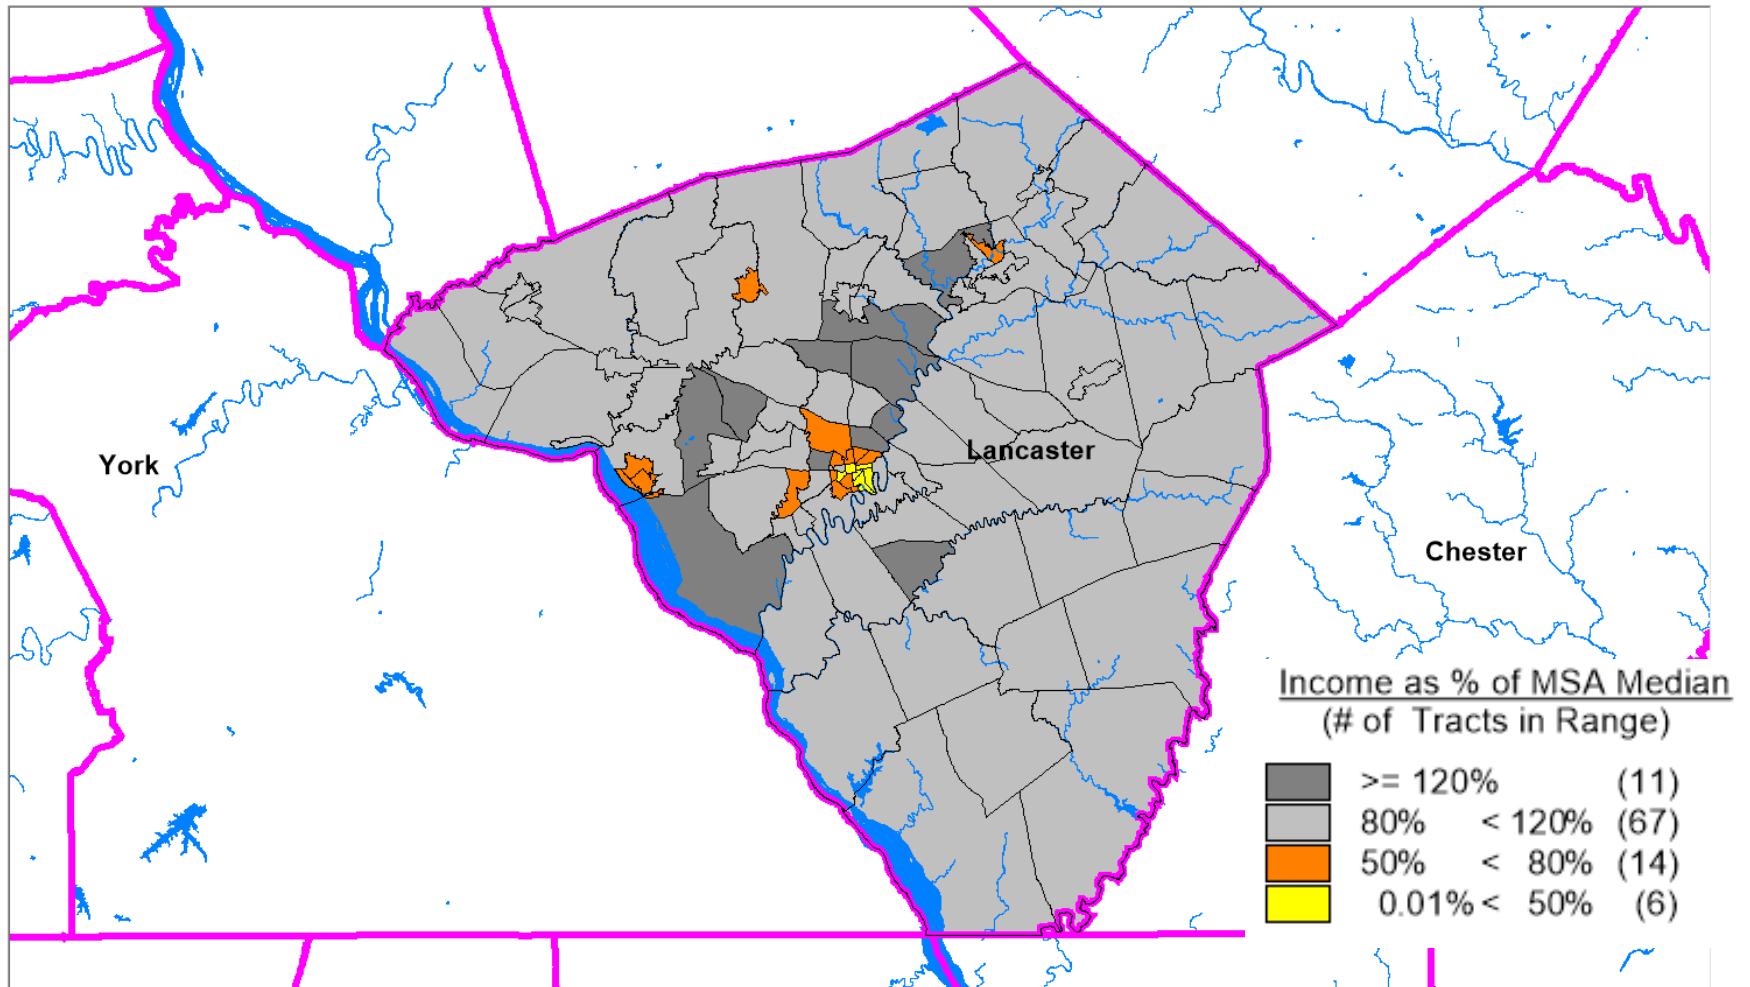 York
Lancaster
Chester
Income as % of MSA Median
(# of Tracts in Range)
>= 120% (11)
80% < 120% (67)
50% < 80% (14)
0.01% < 50% (6)